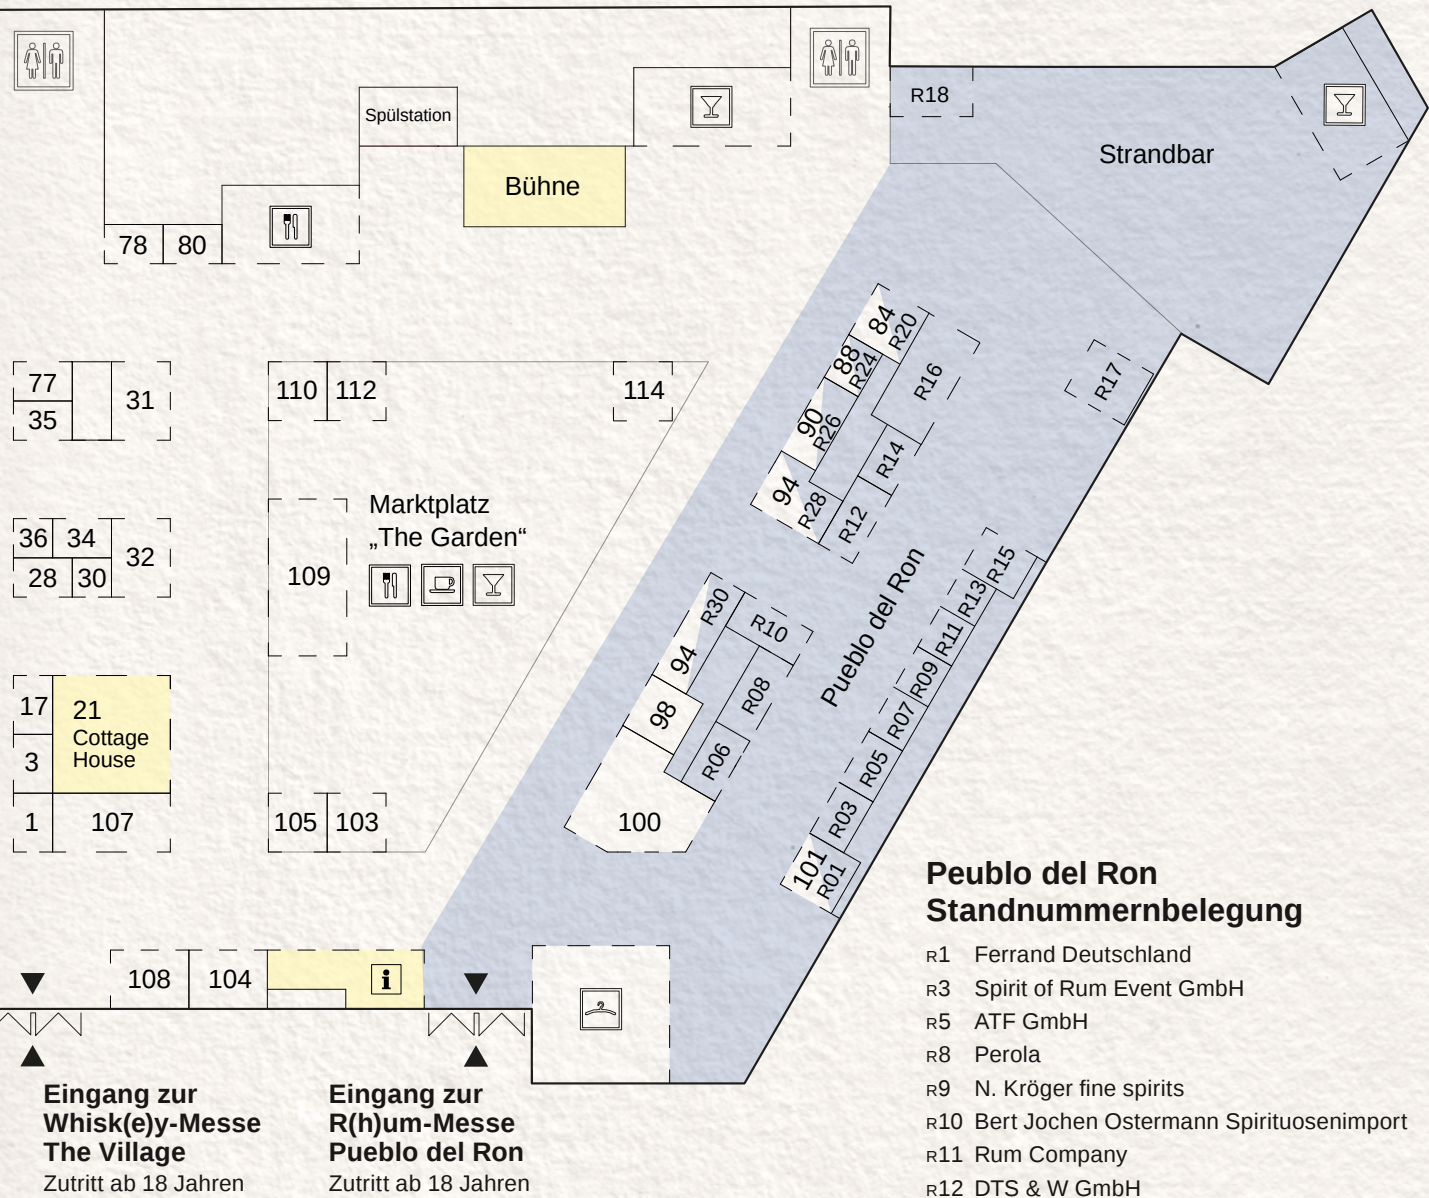 R18
Strandbar
Spülstation
Bühne
78
80
84
R20
88
R24
R16
R17
77
35
31
110
112
114
90
R26
R14
94
R28
R12
36
34
32
28
30
109
Marktplatz
„The Garden“
Pueblo del Ron
R15
R13
R11
R09
R07
R05
R03
101
R01
R30
94
R10
98
R08
R06
100
17
3
1
21
Cottage
House
107
105
103
108
104
i
Eingang zur
Whisk(e)y-Messe
The Village
Zutritt ab 18 Jahren
Eingang zur
R(h)um-Messe
Pueblo del Ron
Zutritt ab 18 Jahren
Peublo del Ron
Standnummernbelegung
R1 Ferrand Deutschland
R3 Spirit of Rum Event GmbH
R5 ATF GmbH
R8 Perola
R9 N. Kröger fine spirits
R10 Bert Jochen Ostermann Spirituosenimport
R11 Rum Company
R12 DTS & W GmbH